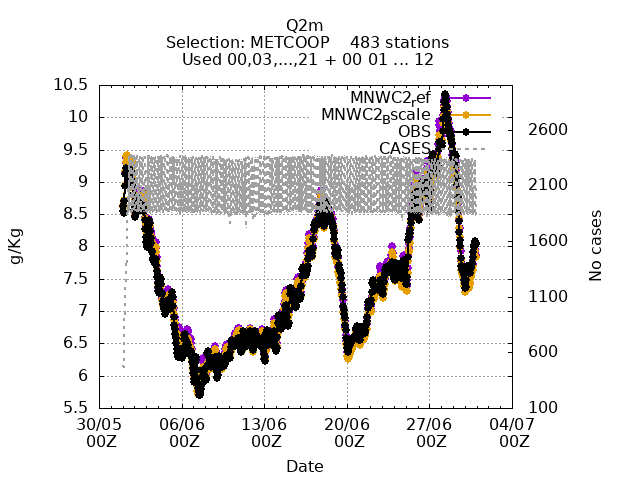 Q2m
Selection: METCOOP    483 stations
Used 00,03,...,21 + 00 01 ... 12
MNWC2ref
MNWC2Bscale
OBS
CASES
10.5
10
9.5
9
8.5
8
7.5
7
6.5
6
5.5
g/Kg
2600
2100
1600
1100
600
100
No cases
30/05 06/06 13/06 20/06 27/06 04/07
00Z 00Z 00Z 00Z 00Z 00Z
Date